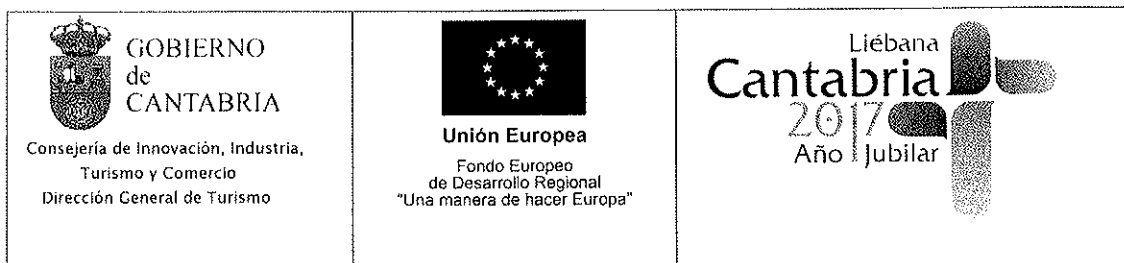 GOBIERNO
de
CANTABRIA
Consejería de Innovación, Industria,
Turismo y Comercio
Dirección General de Turismo
Unión Europea
Fondo Europeo
de Desarrollo Regional
"Una manera de hacer Europa"
Liébana
Cantabria
2017
Año Jubilar